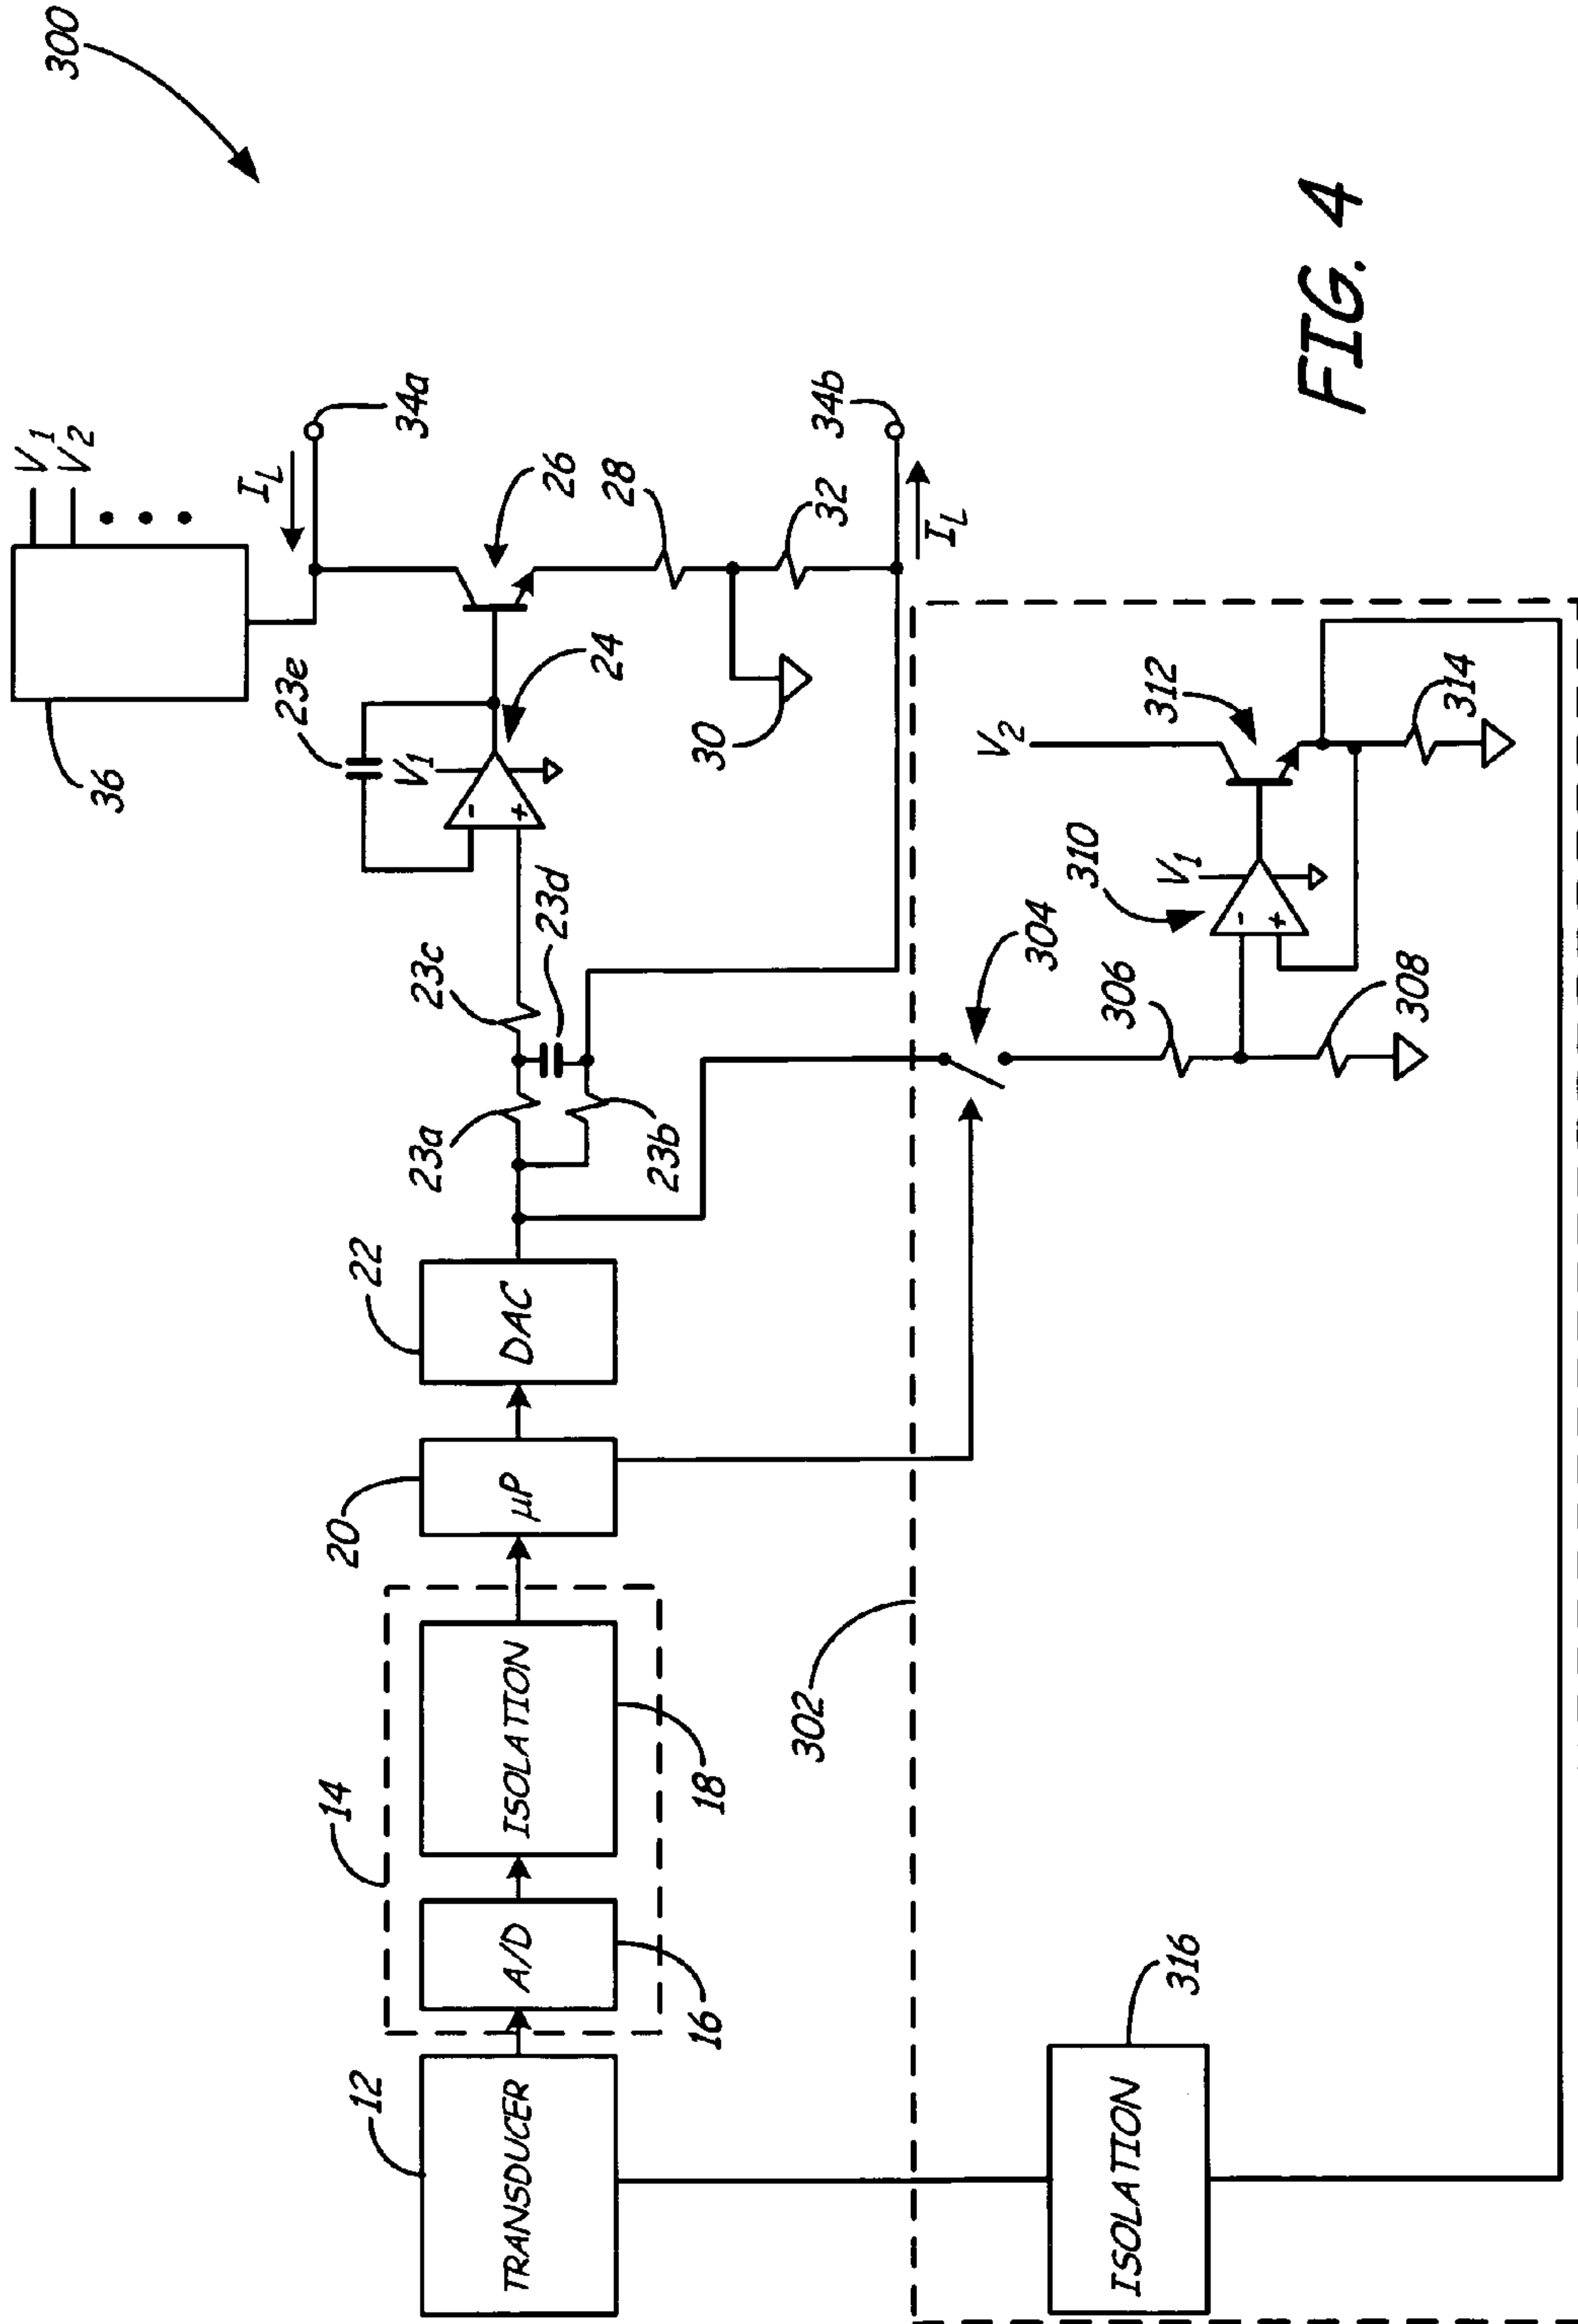 300
36
V1
V2
IL
34a
23e
V1
26
24
28
30
32
34b
IL
12
TRANSDUCER
14
A/D
16
ISOLATION
18
20
µP
22
DAC
23a
23b
23c
23d
302
304
306
308
310
V1
V2
312
314
316
ISOLATION
FIG. 4